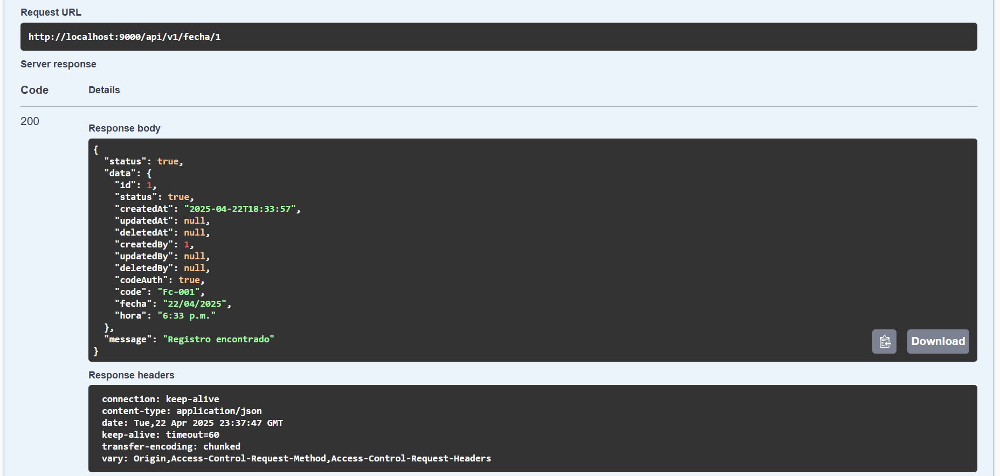 Request URL
http://localhost:9000/api/v1/fecha/1
Server response
Code Details
200
Response body
{
  "status": true,
  "data": {
    "id": 1,
    "status": true,
    "createdAt": "2025-04-22T18:33:57",
    "updatedAt": null,
    "deletedAt": null,
    "createdBy": 1,
    "updatedBy": null,
    "deletedBy": null,
    "codeAuth": true,
    "code": "Fc-001",
    "fecha": "22/04/2025",
    "hora": "6:33 p.m."
  },
  "message": "Registro encontrado"
}
Download
Response headers
connection: keep-alive
content-type: application/json
date: Tue,22 Apr 2025 23:37:47 GMT
keep-alive: timeout=60
transfer-encoding: chunked
vary: Origin,Access-Control-Request-Method,Access-Control-Request-Headers